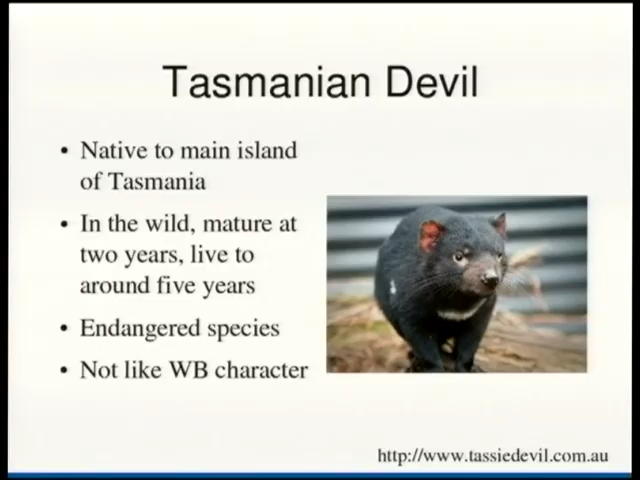 Tasmanian Devil
• Native to main island
of Tasmania
• In the wild, mature at
two years, live to
around five years
• Endangered species
• Not like WB character
http://www.tassiedevil.com.au